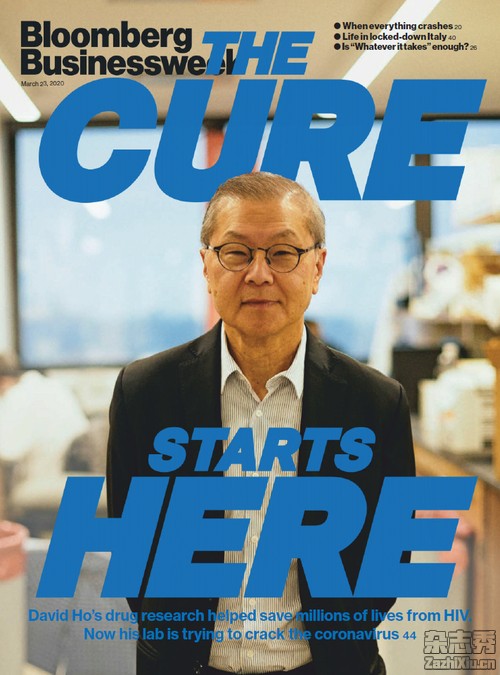 Bloomberg
Businessweek
March 23, 2020
● When everything crashes 20
● Life in locked-down Italy 40
● Is “Whatever it takes” enough? 26
THE
CURE
STARTS
HERE
David Ho’s drug research helped save millions of lives from HIV.
Now his lab is trying to crack the coronavirus 44
杂志秀
ZazhiXiu.cn